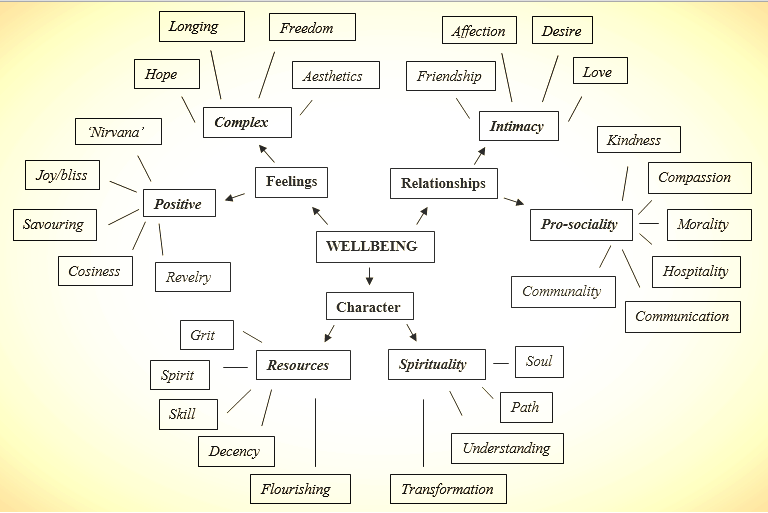 Longing
Freedom
Affection
Desire
Hope
Aesthetics
Friendship
Love
Complex
Intimacy
'Nirvana'
Kindness
Joy/bliss
Feelings
Relationships
Compassion
Positive
Savouring
Pro-sociality
Morality
WELLBEING
Cosiness
Revelry
Hospitality
Communality
Character
Communication
Grit
Resources
Spirituality
Soul
Spirit
Skill
Path
Decency
Understanding
Flourishing
Transformation